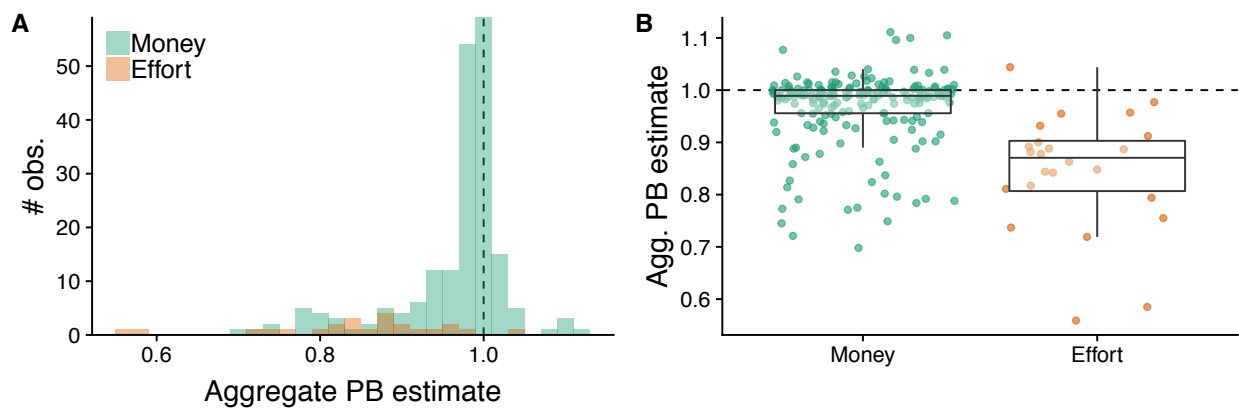 A
Money
Effort
# obs.
50
40
30
20
10
0
0.6
0.8
1.0
Aggregate PB estimate
B
Agg. PB estimate
1.1
1.0
0.9
0.8
0.7
0.6
Money
Effort